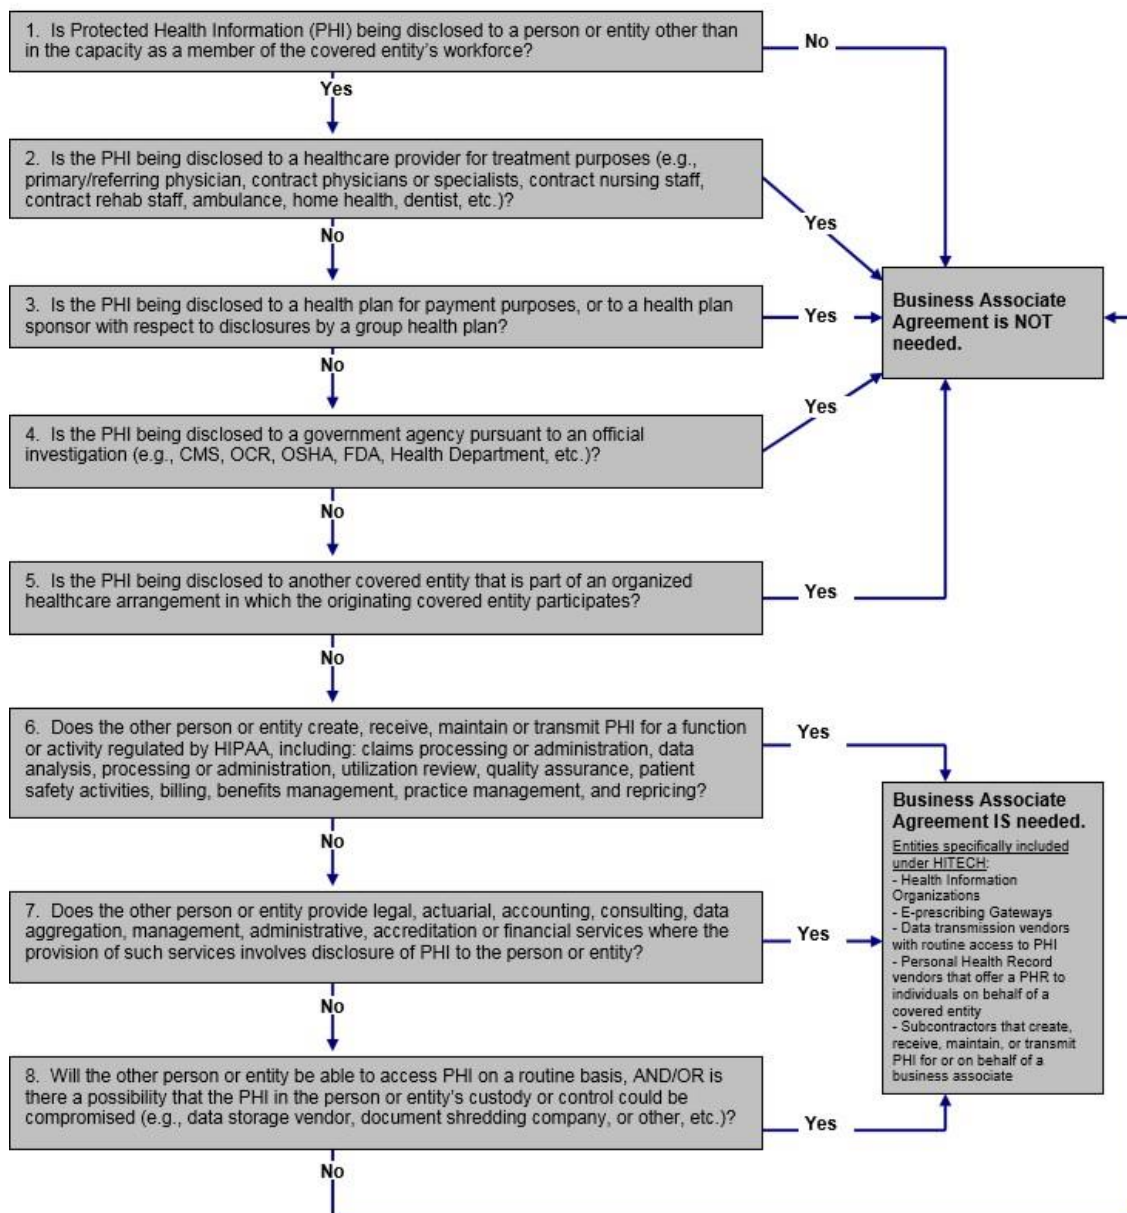 1. Is Protected Health Information (PHI) being disclosed to a person or entity other than
in the capacity as a member of the covered entity's workforce?
No
Yes
2. Is the PHI being disclosed to a healthcare provider for treatment purposes (e.g.,
primary/referring physician, contract physicians or specialists, contract nursing staff,
contract rehab staff, ambulance, home health, dentist, etc.)?
Yes
No
3. Is the PHI being disclosed to a health plan for payment purposes, or to a health plan
sponsor with respect to disclosures by a group health plan?
Yes
Business Associate
Agreement is NOT
needed.
No
4. Is the PHI being disclosed to a government agency pursuant to an official
investigation (e.g., CMS, OCR, OSHA, FDA, Health Department, etc.)?
Yes
No
5. Is the PHI being disclosed to another covered entity that is part of an organized
healthcare arrangement in which the originating covered entity participates?
Yes
No
6. Does the other person or entity create, receive, maintain or transmit PHI for a function
or activity regulated by HIPAA, including: claims processing or administration, data
analysis, processing or administration, utilization review, quality assurance, patient
safety activities, billing, benefits management, practice management, and repricing?
Yes
No
7. Does the other person or entity provide legal, actuarial, accounting, consulting, data
aggregation, management, administrative, accreditation or financial services where the
provision of such services involves disclosure of PHI to the person or entity?
Yes
Business Associate
Agreement IS needed.
Entities specifically included
under HITECH:
- Health Information
Organizations
- E-prescribing Gateways
- Data transmission vendors
with routine access to PHI
- Personal Health Record
vendors that offer a PHR to
individuals on behalf of a
covered entity
- Subcontractors that create,
receive, maintain, or transmit
PHI for or on behalf of a
business associate
No
8. Will the other person or entity be able to access PHI on a routine basis, AND/OR is
there a possibility that the PHI in the person or entity's custody or control could be
compromised (e.g., data storage vendor, document shredding company, or other, etc.)?
Yes
No